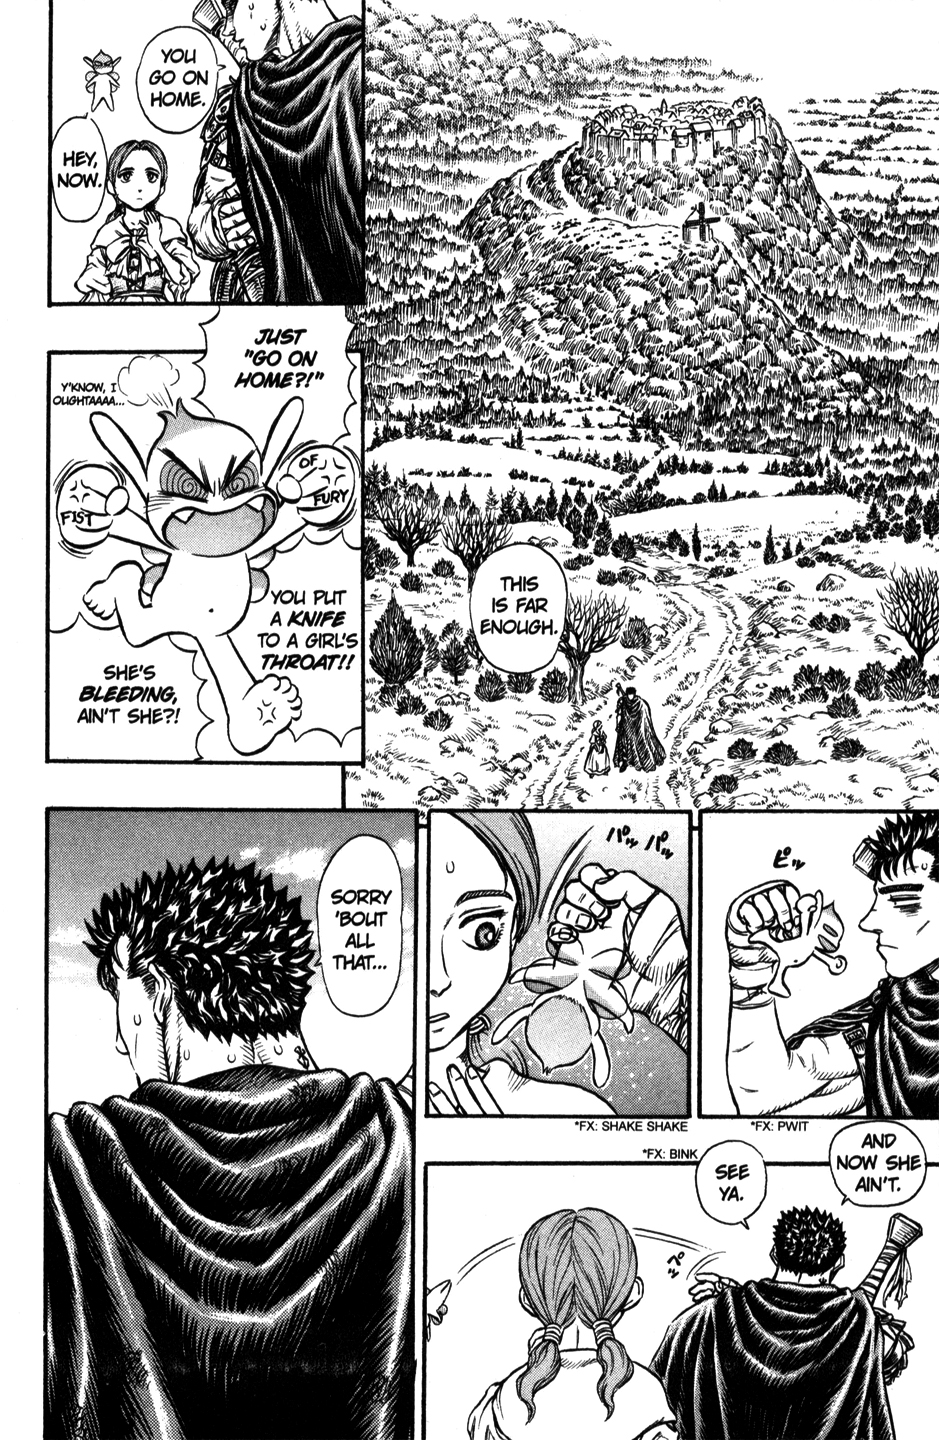 THIS
IS FAR
ENOUGH.
YOU
GO ON
HOME.
HEY,
NOW.
JUST
"GO ON
HOME?!"
Y'KNOW, I
OUGHTAAAA...
FIST
OF
FURY
YOU PUT
A KNIFE
TO A GIRL'S
THROAT!!
SHE'S
BLEEDING,
AIN'T SHE?!
ピッ
*FX: PWIT
パッ パッ
*FX: SHAKE SHAKE
SORRY
'BOUT
ALL
THAT...
AND
NOW SHE
AIN'T.
SEE
YA.
ペッ
*FX: BINK